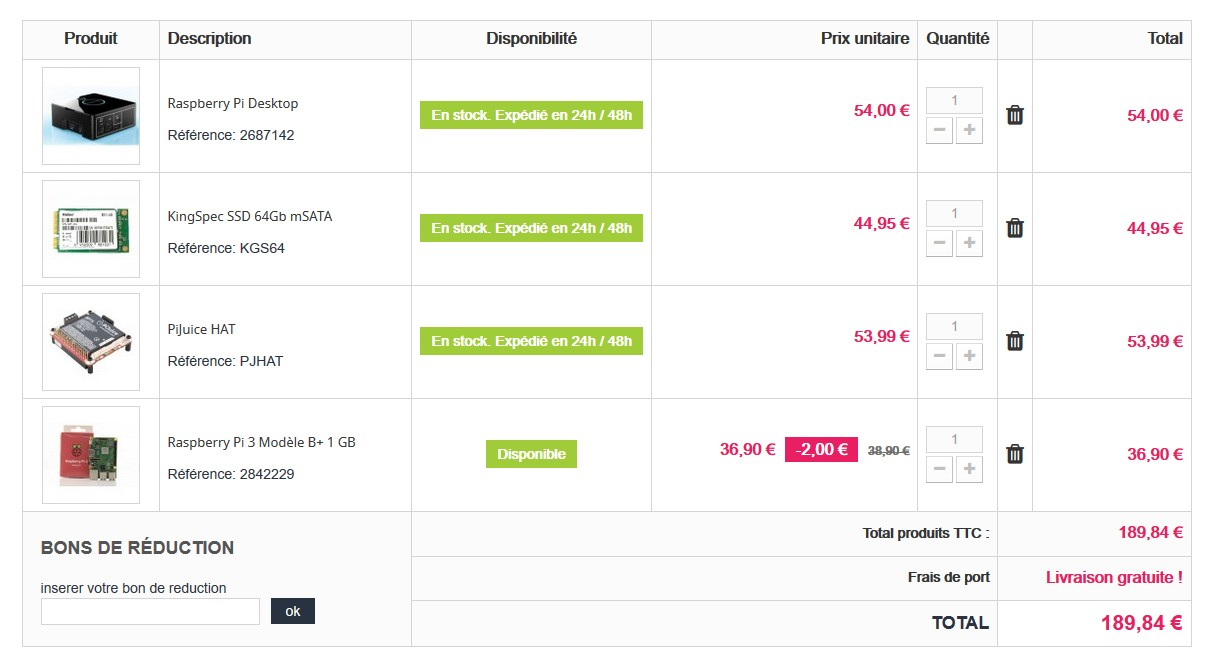 Produit Description Disponibilité Prix unitaire Quantité Total
Raspberry Pi Desktop
Référence: 2687142
En stock. Expédié en 24h / 48h
54,00 €
1
− +
54,00 €
KingSpec SSD 64Gb mSATA
Référence: KGS64
En stock. Expédié en 24h / 48h
44,95 €
1
− +
44,95 €
PiJuice HAT
Référence: PJHAT
En stock. Expédié en 24h / 48h
53,99 €
1
− +
53,99 €
Raspberry Pi 3 Modèle B+ 1 GB
Référence: 2842229
Disponible
36,90 € -2,00 € 38,90 €
1
− +
36,90 €
BONS DE RÉDUCTION
inserer votre bon de reduction
ok
Total produits TTC : 189,84 €
Frais de port Livraison gratuite !
TOTAL 189,84 €